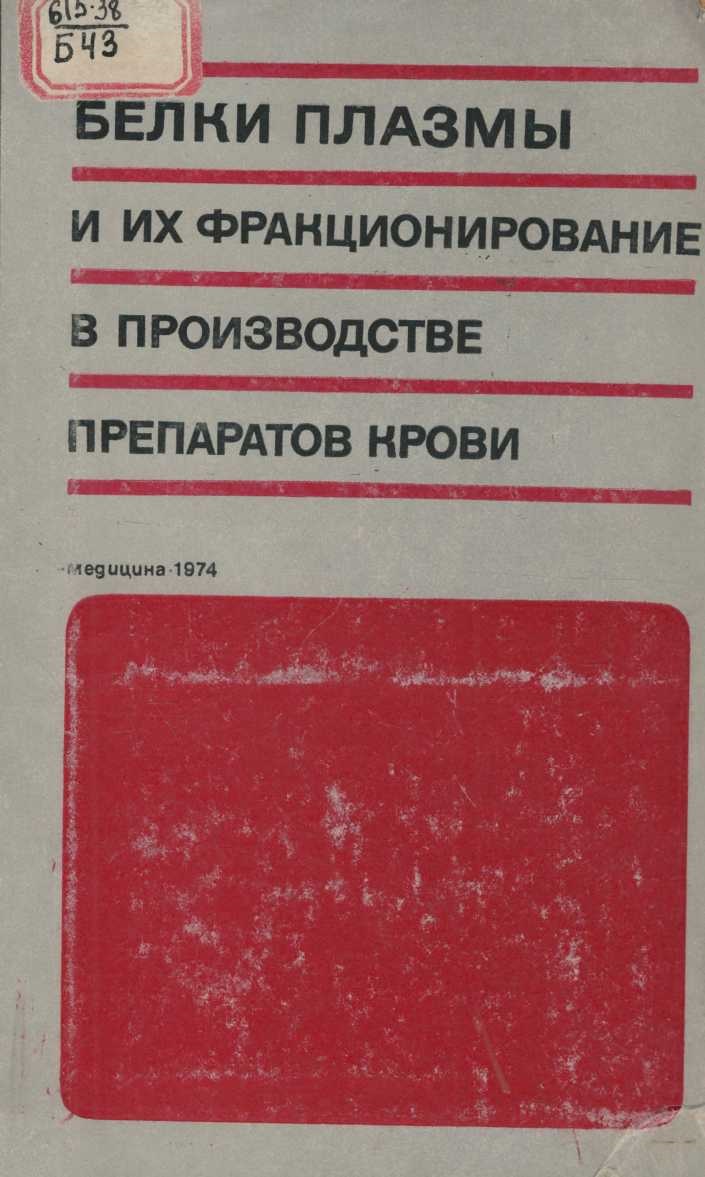 615.38
Б43
БЕЛКИ ПЛАЗМЫ
И ИХ ФРАКЦИОНИРОВАНИЕ
В ПРОИЗВОДСТВЕ
ПРЕПАРАТОВ КРОВИ
медицина·1974